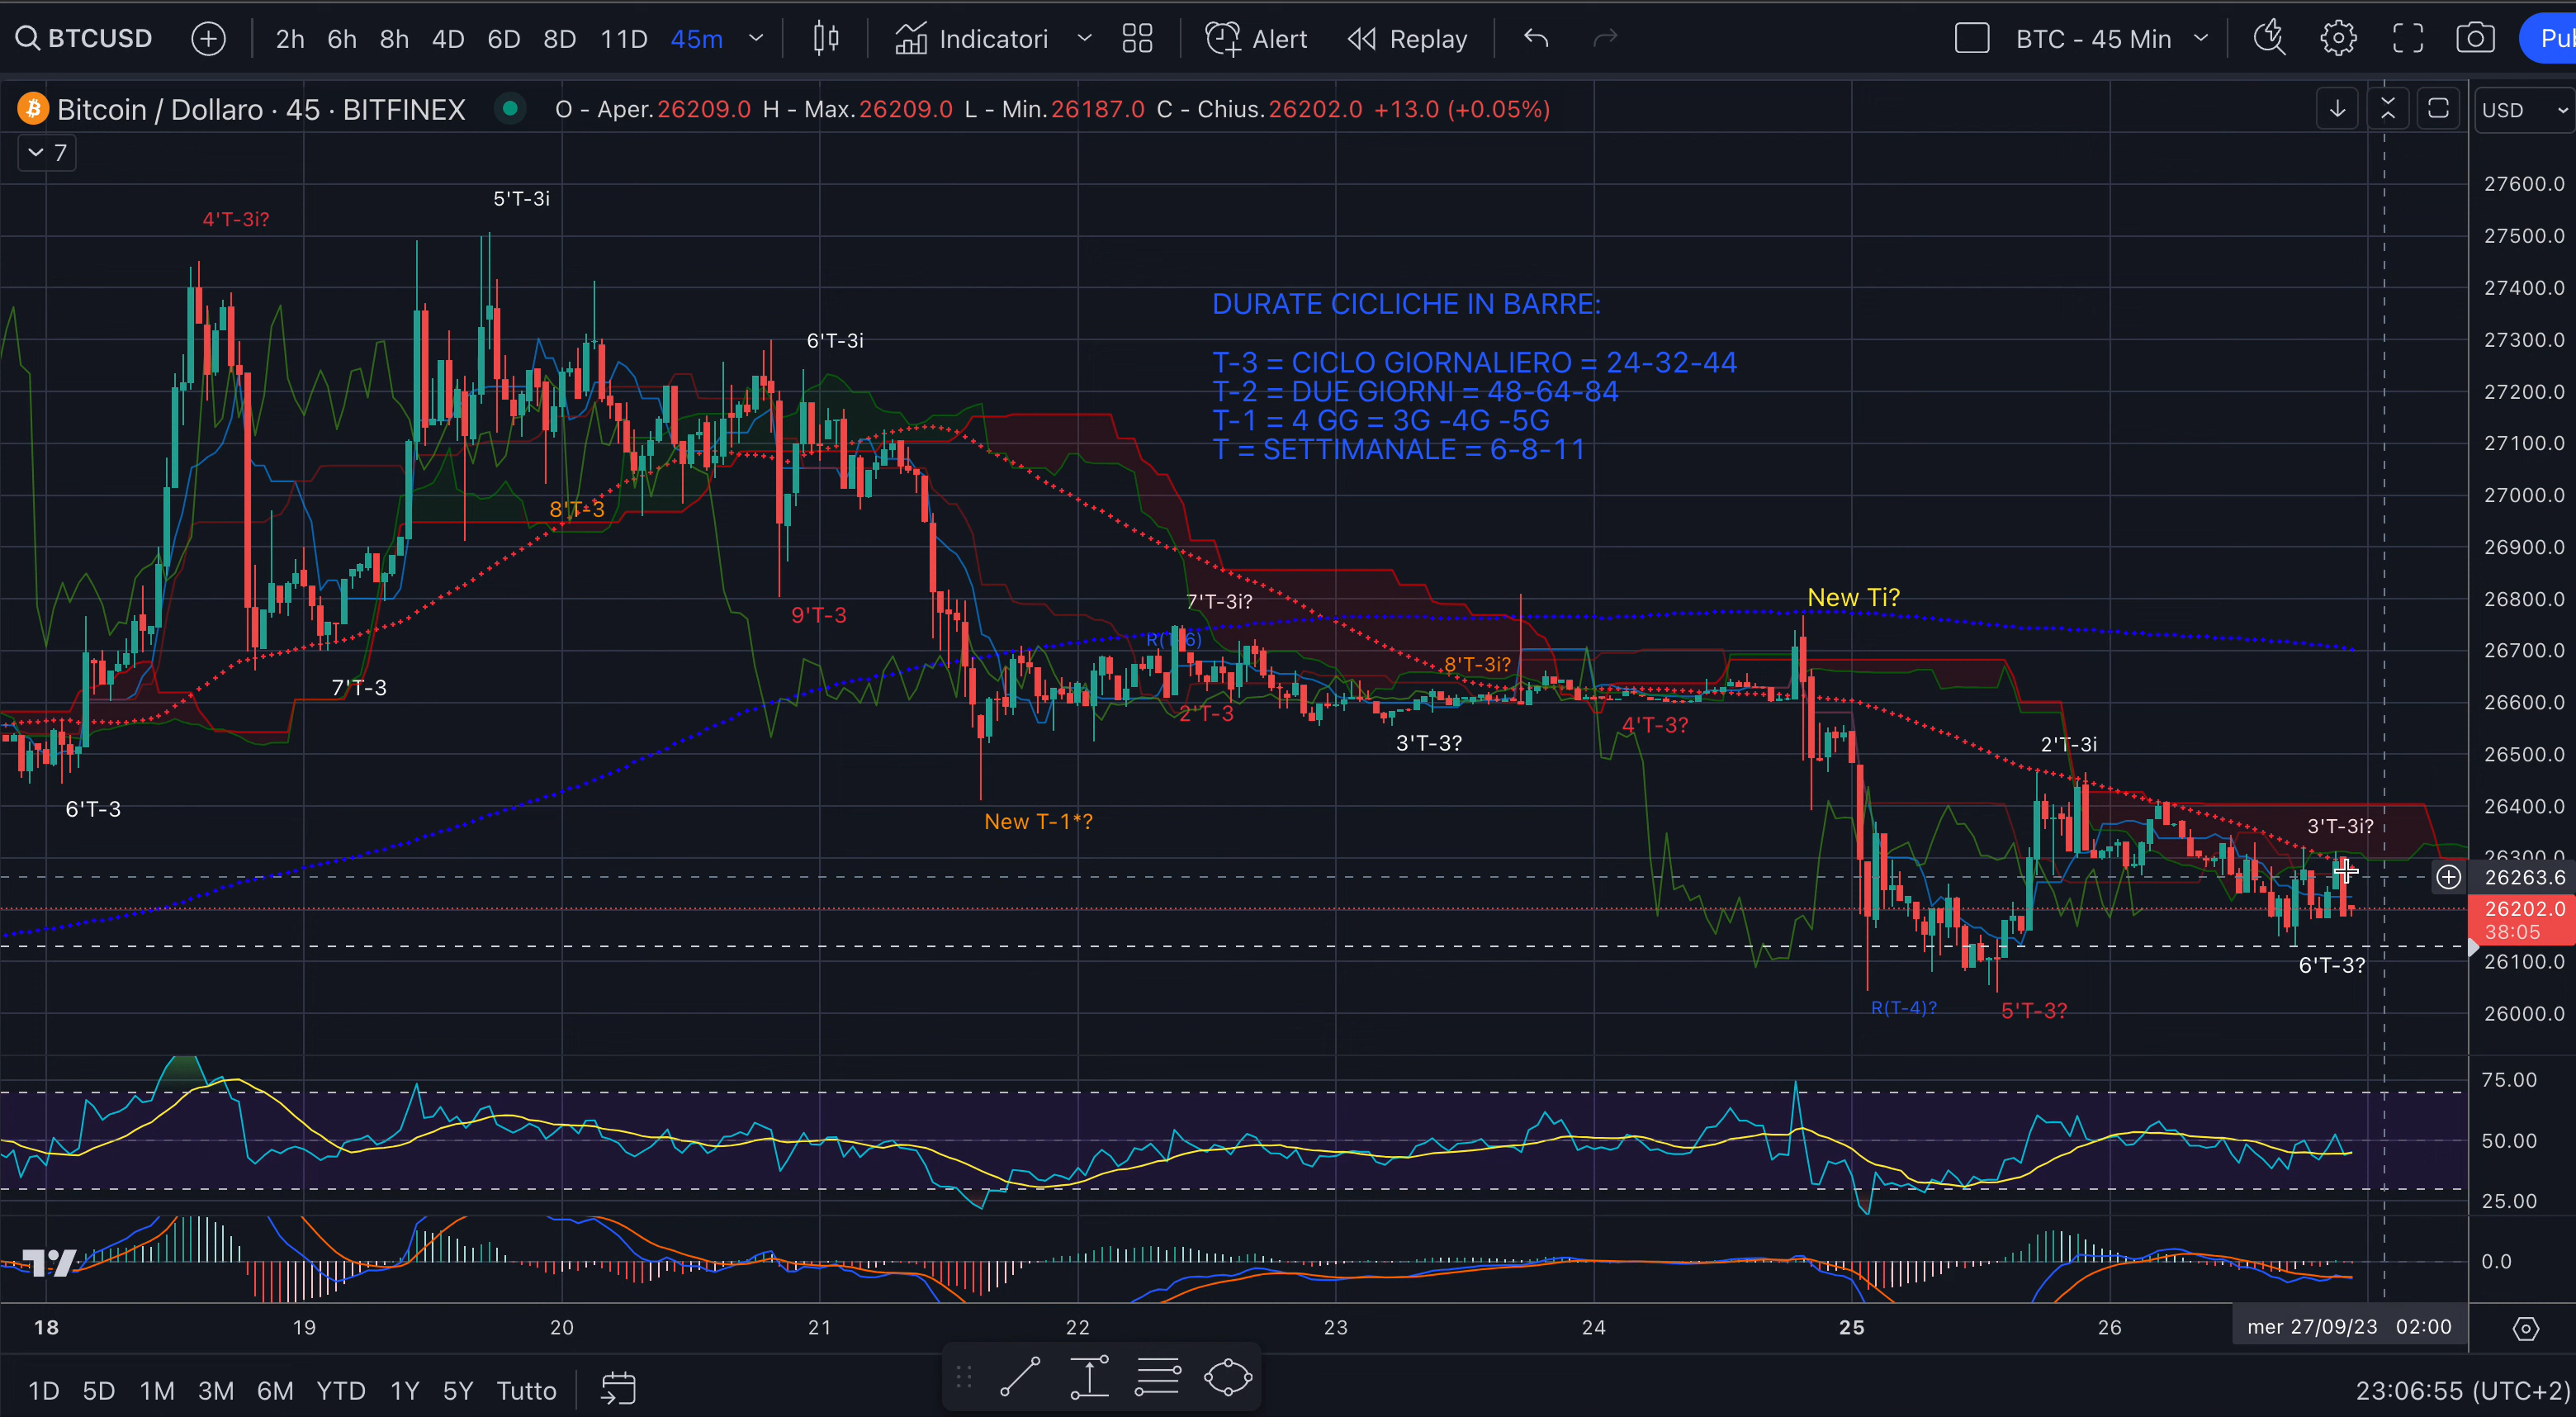 BTCUSD 2h 6h 8h 4D 6D 8D 11D 45m Indicatori Alert Replay BTC - 45 Min
Bitcoin / Dollaro · 45 · BITFINEX O - Aper.26209.0 H - Max.26209.0 L - Min.26187.0 C - Chius.26202.0 +13.0 (+0.05%) USD
7
27600.0
5'T-3i
4'T-3i?
27500.0
27400.0
DURATE CICLICHE IN BARRE:
6'T-3i
27300.0
T-3 = CICLO GIORNALIERO = 24-32-44
T-2 = DUE GIORNI = 48-64-84
27200.0
T-1 = 4 GG = 3G -4G -5G
27100.0
T = SETTIMANALE = 6-8-11
27000.0
8'T-3
26900.0
New Ti?
26800.0
7'T-3i?
9'T-3
26700.0
8'T-3i?
7'T-3
26600.0
2'T-3
4'T-3?
3'T-3?
2'T-3i
26500.0
6'T-3
26400.0
New T-1*?
3'T-3i?
26300.0
26263.6
26202.0
38:05
6'T-3?
26100.0
R(T-4)?
5'T-3?
26000.0
75.00
50.00
25.00
0.0
18 19 20 21 22 23 24 25 26 mer 27/09/23 02:00
1D 5D 1M 3M 6M YTD 1Y 5Y Tutto 23:06:55 (UTC+2)